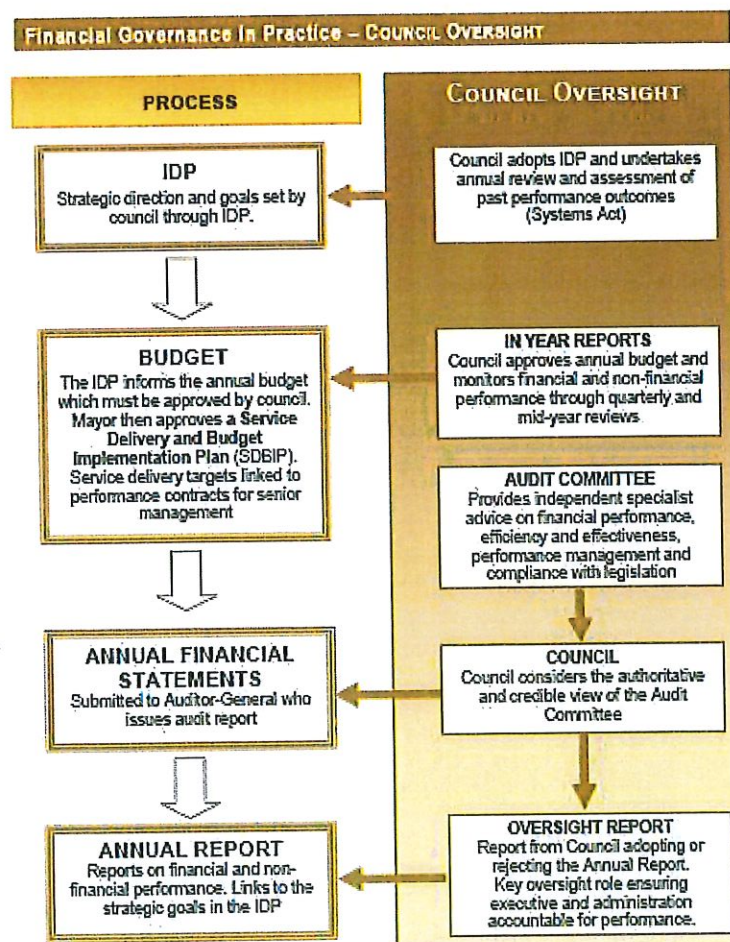 Financial Governance In Practice – COUNCIL OVERSIGHT
PROCESS
IDP
Strategic direction and goals set by
council through IDP.
BUDGET
The IDP informs the annual budget
which must be approved by council.
Mayor then approves a Service
Delivery and Budget
Implementation Plan (SDBIP).
Service delivery targets linked to
performance contracts for senior
management
ANNUAL FINANCIAL
STATEMENTS
Submitted to Auditor-General who
issues audit report
ANNUAL REPORT
Reports on financial and non-
financial performance. Links to the
strategic goals in the IDP
COUNCIL OVERSIGHT
Council adopts IDP and undertakes
annual review and assessment of
past performance outcomes
(Systems Act)
IN YEAR REPORTS
Council approves annual budget and
monitors financial and non-financial
performance through quarterly and
mid-year reviews
AUDIT COMMITTEE
Provides independent specialist
advice on financial performance,
efficiency and effectiveness,
performance management and
compliance with legislation
COUNCIL
Council considers the authoritative
and credible view of the Audit
Committee
OVERSIGHT REPORT
Report from Council adopting or
rejecting the Annual Report.
Key oversight role ensuring
executive and administration
accountable for performance.